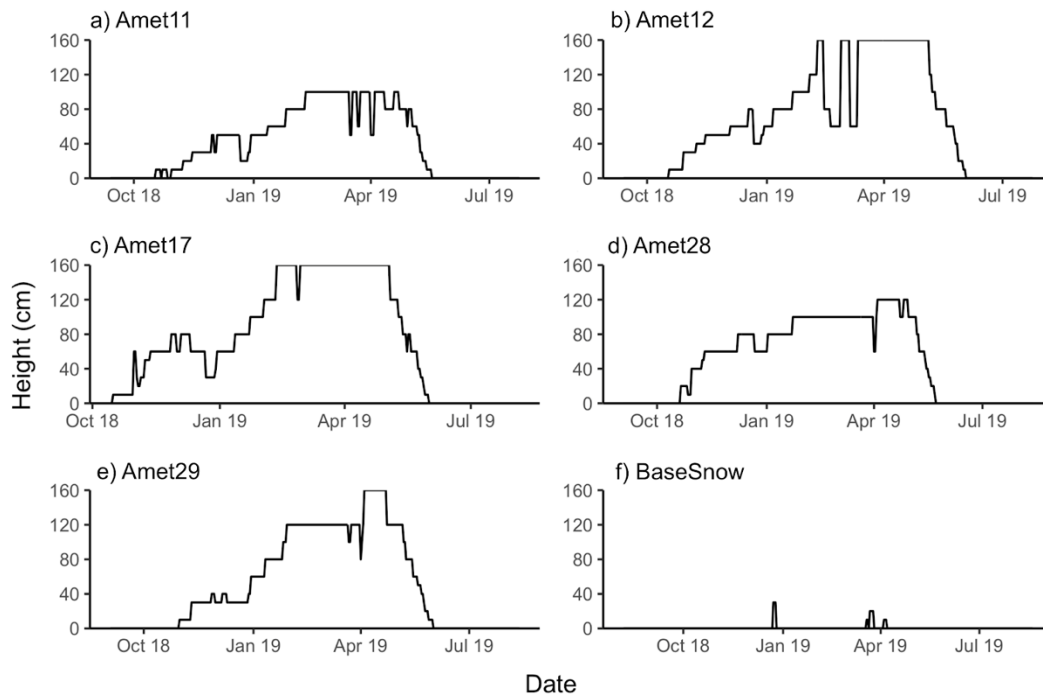 a) Amet11
160
120
80
40
0
Oct 18 Jan 19 Apr 19 Jul 19
b) Amet12
160
120
80
40
0
Oct 18 Jan 19 Apr 19 Jul 19
c) Amet17
160
120
80
40
0
Oct 18 Jan 19 Apr 19 Jul 19
d) Amet28
160
120
80
40
0
Oct 18 Jan 19 Apr 19 Jul 19
Height (cm)
e) Amet29
160
120
80
40
0
Oct 18 Jan 19 Apr 19 Jul 19
f) BaseSnow
160
120
80
40
0
Oct 18 Jan 19 Apr 19 Jul 19
Date